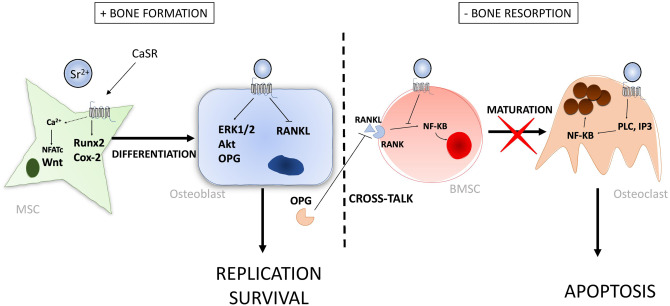 + BONE FORMATION
- BONE RESORPTION
CaSR
Sr2+
Ca2+
NFATc
Wnt
Runx2
Cox-2
MSC
DIFFERENTIATION
ERK1/2
Akt
OPG
RANKL
Osteoblast
REPLICATION
SURVIVAL
OPG
CROSS-TALK
RANKL
RANK
NF-KB
BMSC
MATURATION
NF-KB
PLC, IP3
Osteoclast
APOPTOSIS